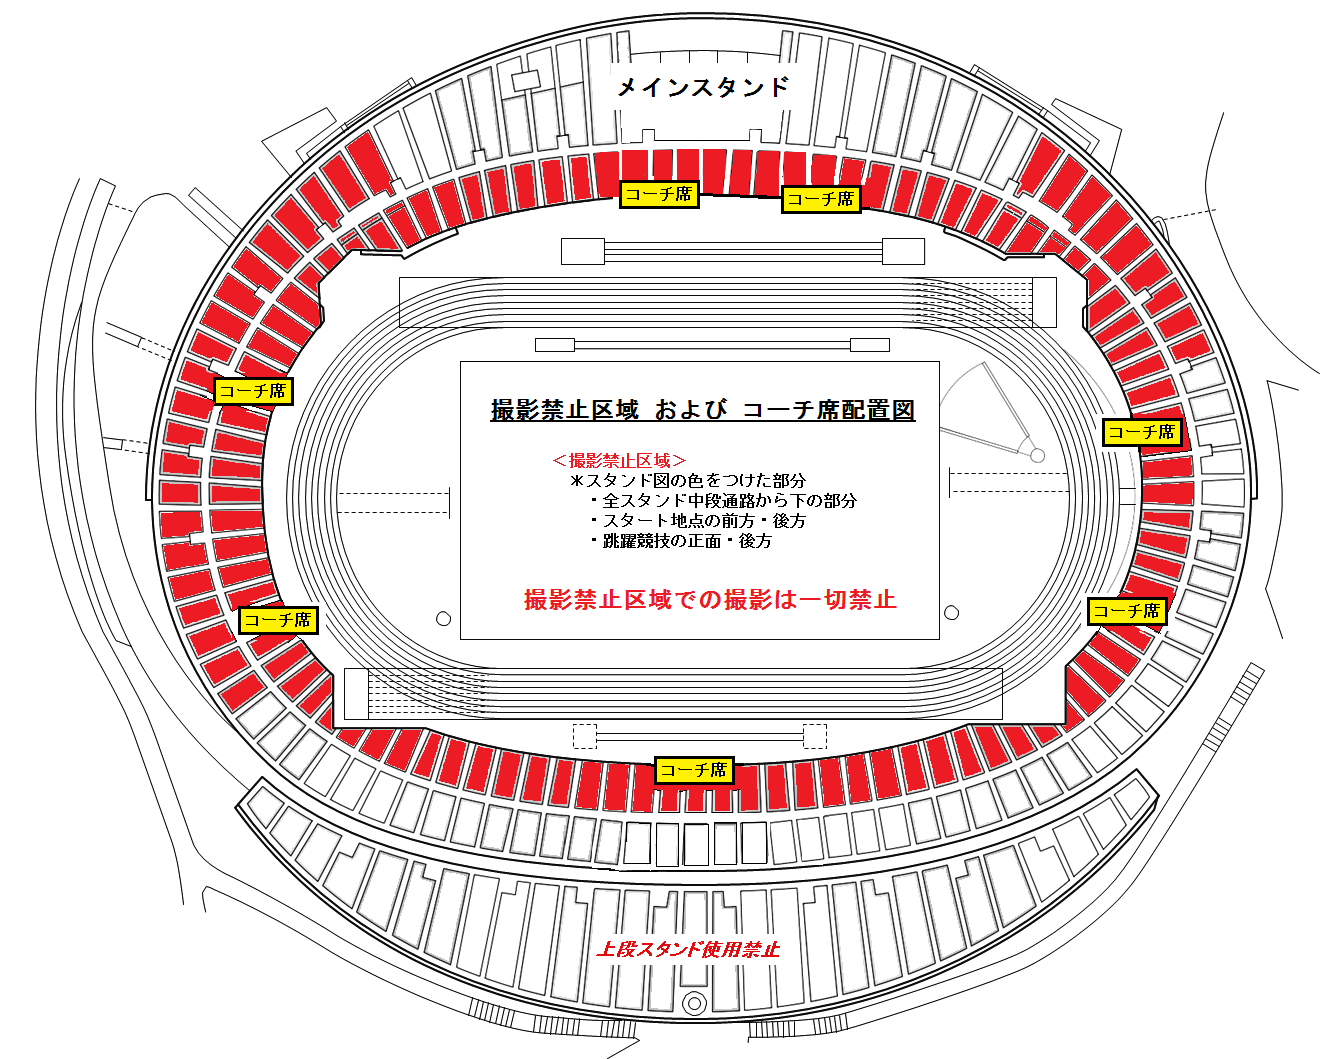 メインスタンド
コーチ席
コーチ席
コーチ席
撮影禁止区域 および コーチ席配置図
コーチ席
＜撮影禁止区域＞
＊スタンド図の色をつけた部分
・全スタンド中段通路から下の部分
・スタート地点の前方・後方
・跳躍競技の正面・後方
撮影禁止区域での撮影は一切禁止
コーチ席
コーチ席
コーチ席
上段スタンド使用禁止